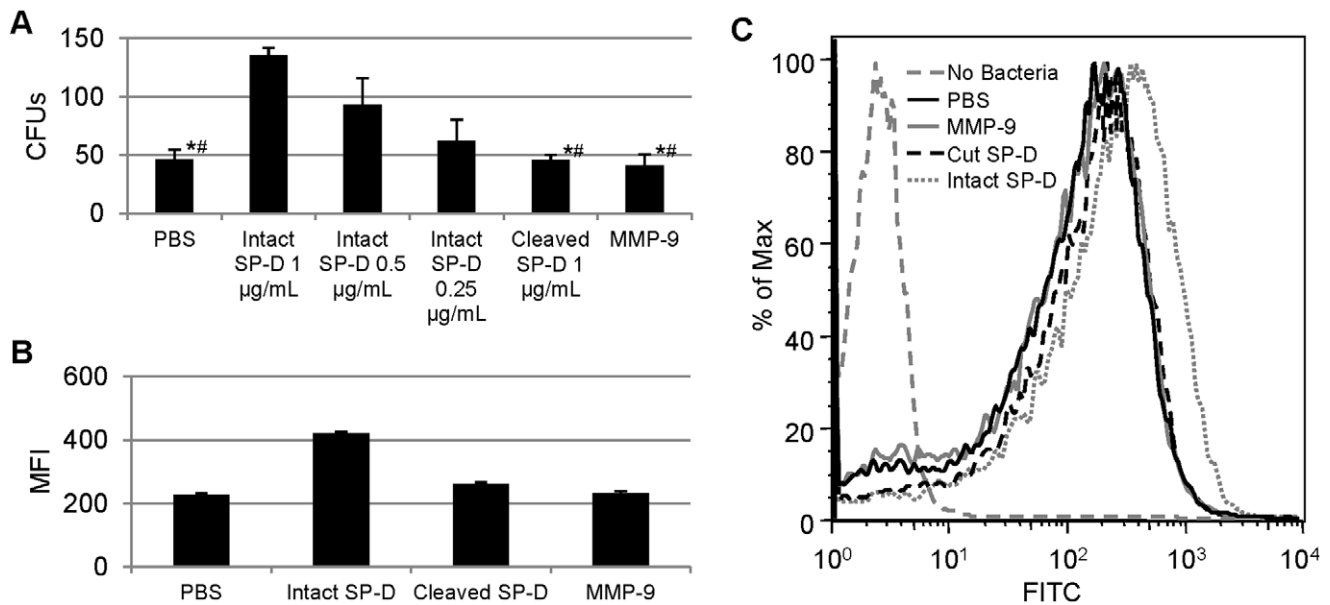 A
CFUs
150
100
50
0
*#
*#
*#
PBS
Intact
SP-D 1
µg/mL
Intact
SP-D 0.5
µg/mL
Intact
SP-D
0.25
µg/mL
Cleaved
SP-D 1
µg/mL
MMP-9
B
MFI
600
400
200
0
PBS
Intact SP-D
Cleaved SP-D
MMP-9
C
% of Max
100
80
60
40
20
0
No Bacteria
PBS
MMP-9
Cut SP-D
Intact SP-D
10⁰
10¹
10²
10³
10⁴
FITC